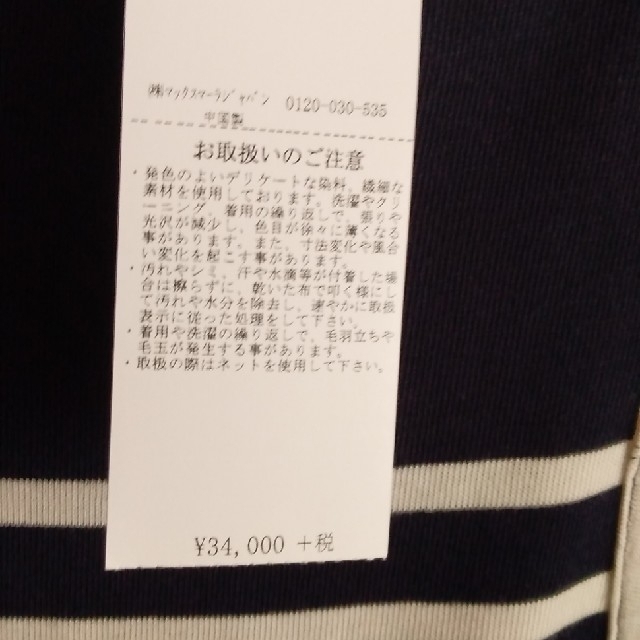 ㈱ﾏｯｸｽﾏｰﾗｼﾞｬﾊﾟﾝ 0120-030-535
中国製
お取扱いのご注意
・発色のよいデリケートな染料、繊細な
素材を使用しております。洗濯やクリ
ーニング、着用の繰り返しで、張りや
光沢が減少し、色目が徐々に薄くなる
事があります。また、寸法変化や風合
い変化を起こす事があります。
・汚れやシミ、汗や水滴等が付着した場
合は擦らずに、乾いた布で叩く様にし
て汚れや水分を除去し、速やかに取扱
表示に従った処理をして下さい。
・着用や洗濯の繰り返しで、毛羽立ちや
毛玉が発生する事があります。
・取扱の際はネットを使用して下さい。
¥34,000 +税